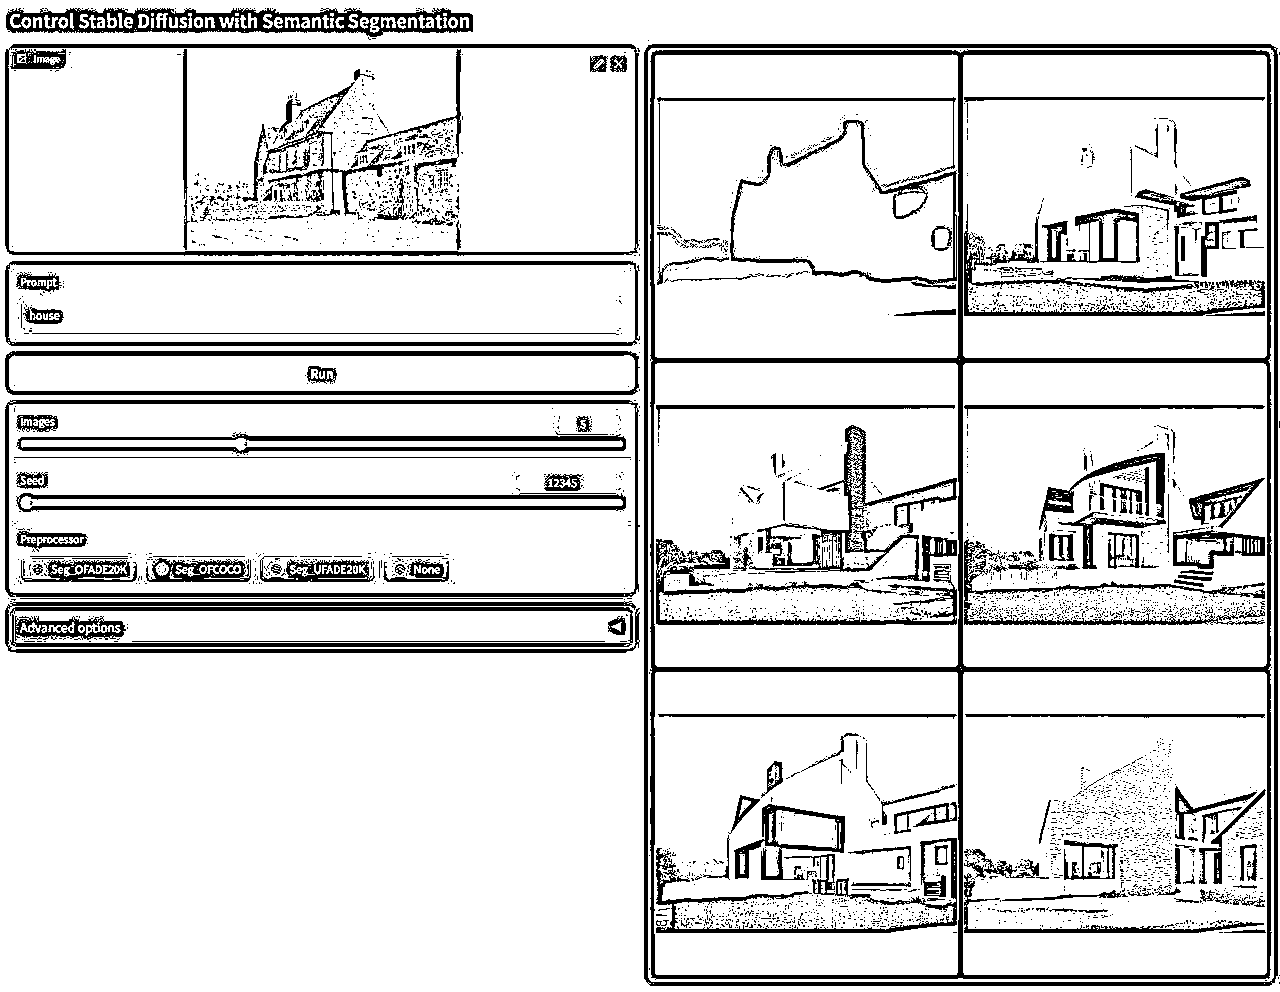 Control Stable Diffusion with Semantic Segmentation
Image
Prompt
house
Run
Images
5
Seed
12345
Preprocessor
Seg_OFADE20K
Seg_OFCOCO
Seg_UFADE20K
None
Advanced options